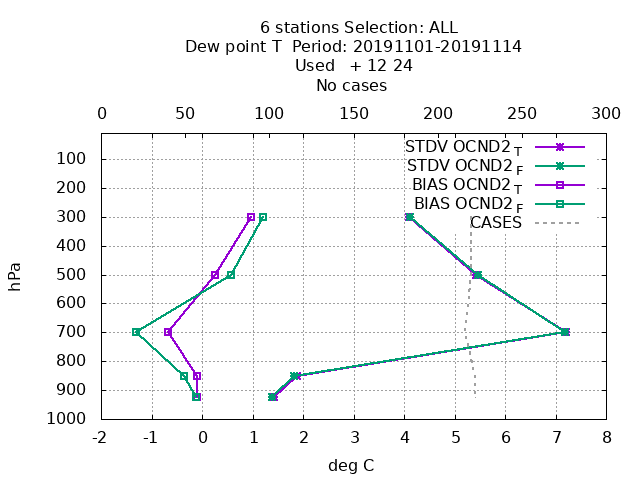 6 stations Selection: ALL
Dew point T  Period: 20191101-20191114
Used   + 12 24
No cases
0 50 100 150 200 250 300
STDV OCND2 T
100
STDV OCND2 F
200
BIAS OCND2 T
BIAS OCND2 F
300
CASES
400
hPa
500
600
700
800
900
1000
-2 -1 0 1 2 3 4 5 6 7 8
deg C